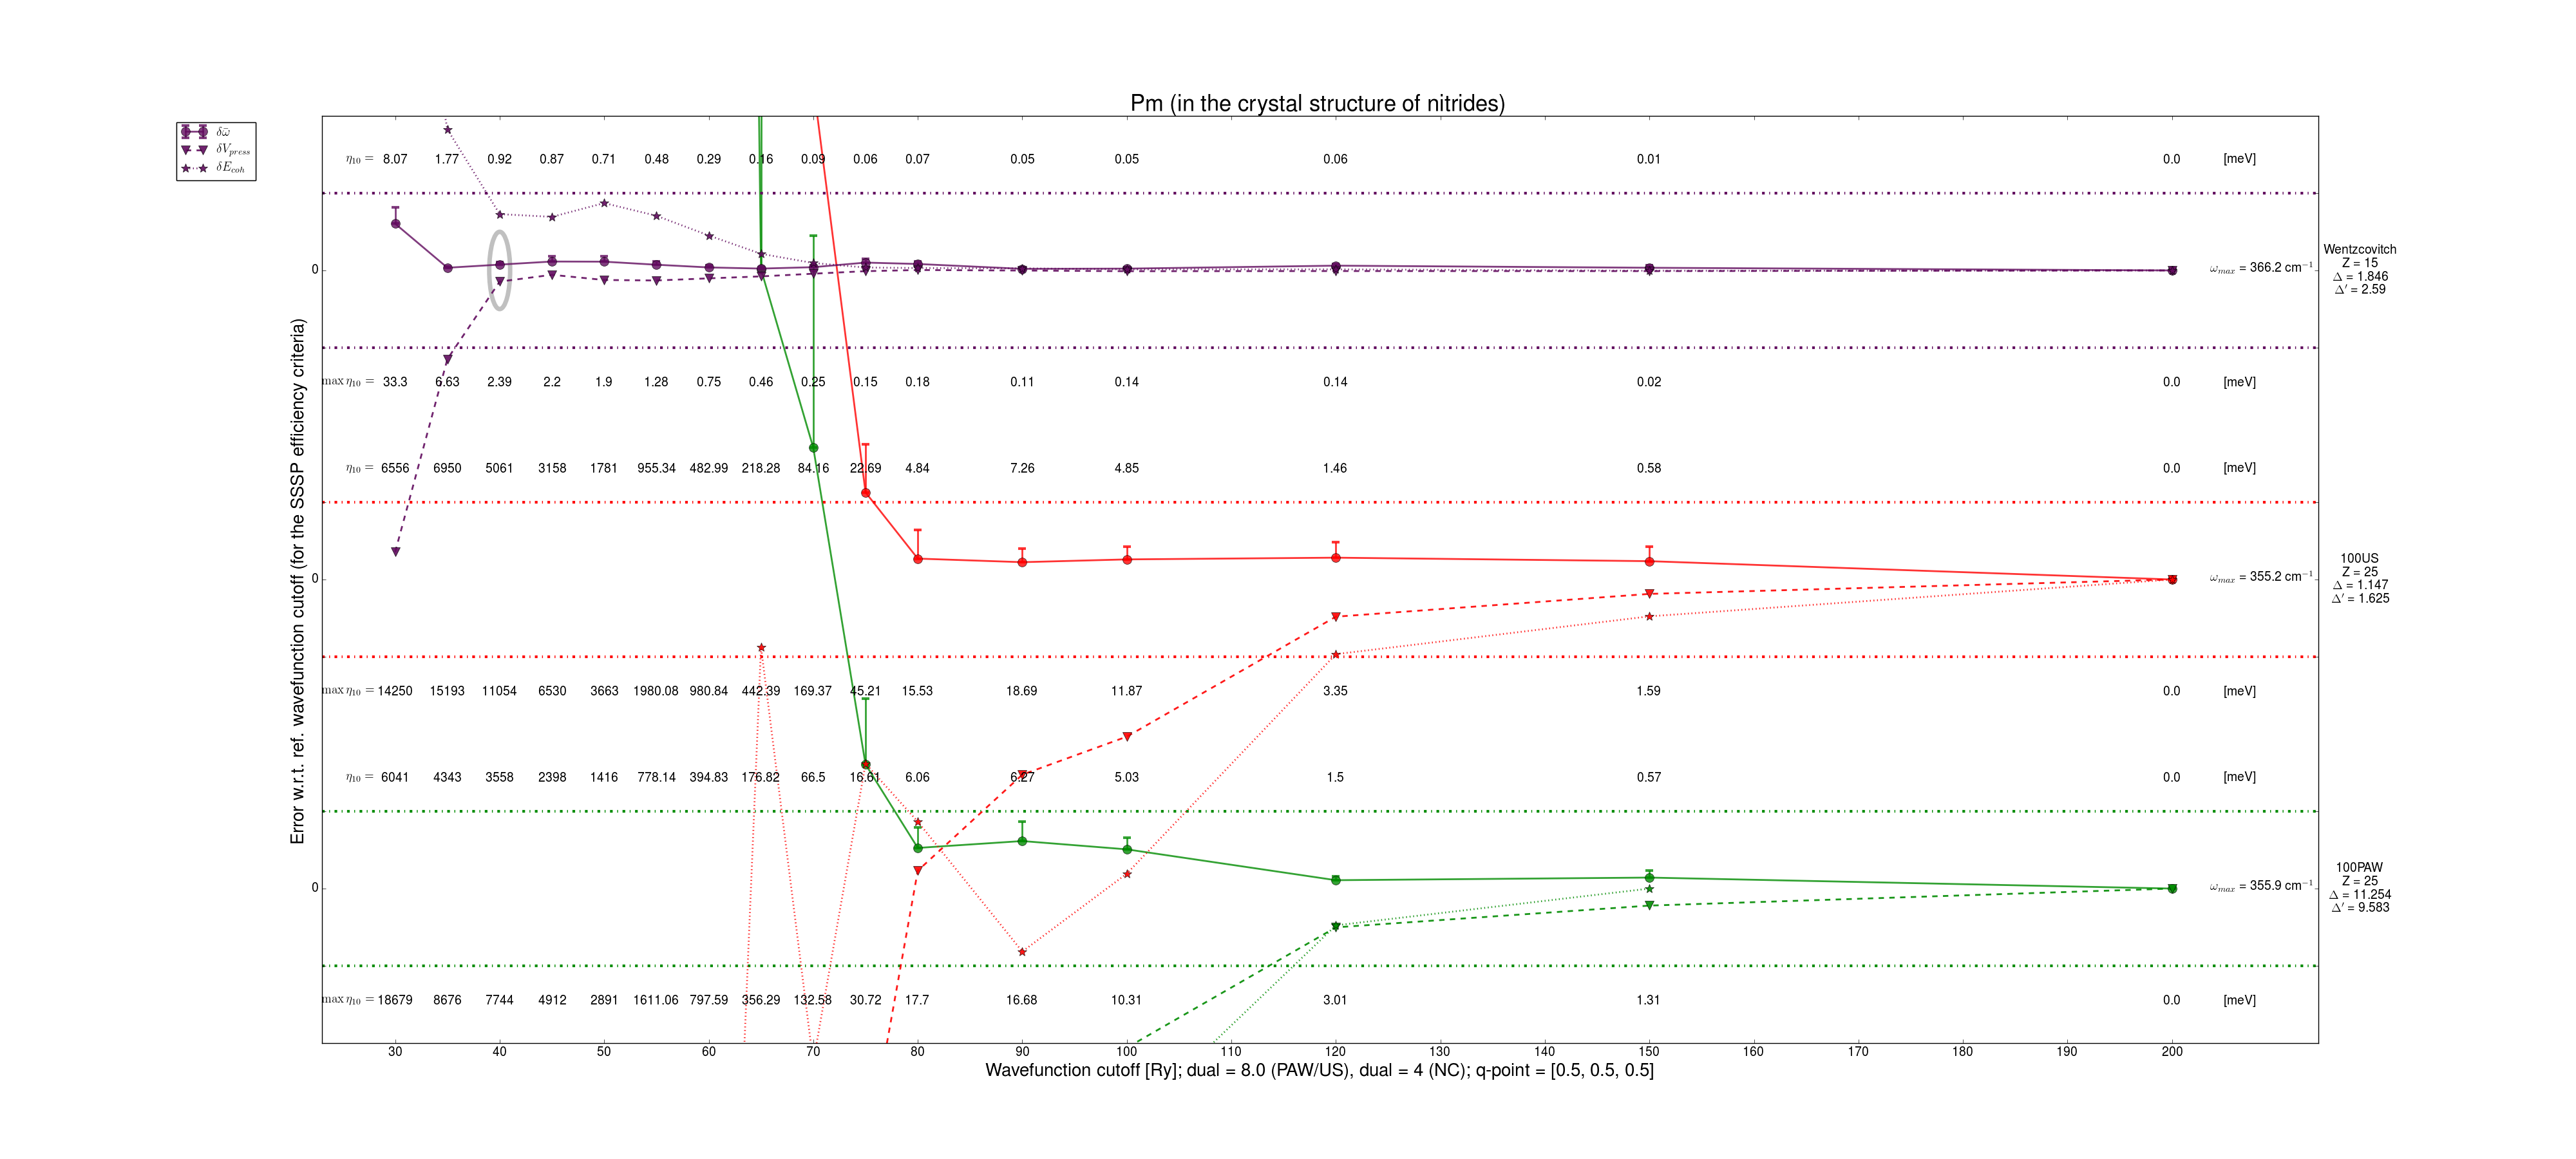 Pm (in the crystal structure of nitrides)
δω̄
δV_press
δE_coh
η₁₀ = 8.07 1.77 0.92 0.87 0.71 0.48 0.29 0.16 0.09 0.06 0.07 0.05 0.05 0.06 0.01 0.0 [meV]
0
ω_max = 366.2 cm⁻¹
Wentzcovitch
Z = 15
Δ = 1.846
Δ′ = 2.59
max η₁₀ = 33.3 6.63 2.39 2.2 1.9 1.28 0.75 0.46 0.25 0.15 0.18 0.11 0.14 0.14 0.02 0.0 [meV]
η₁₀ = 6556 6950 5061 3158 1781 955.34 482.99 218.28 84.16 22.69 4.84 7.26 4.85 1.46 0.58 0.0 [meV]
0
ω_max = 355.2 cm⁻¹
100US
Z = 25
Δ = 1.147
Δ′ = 1.625
max η₁₀ = 14250 15193 11054 6530 3663 1980.08 980.84 442.39 169.37 45.21 15.53 18.69 11.87 3.35 1.59 0.0 [meV]
η₁₀ = 6041 4343 3558 2398 1416 778.14 394.83 176.82 66.5 16.61 6.06 6.27 5.03 1.5 0.57 0.0 [meV]
0
ω_max = 355.9 cm⁻¹
100PAW
Z = 25
Δ = 11.254
Δ′ = 9.583
max η₁₀ = 18679 8676 7744 4912 2891 1611.06 797.59 356.29 132.58 30.72 17.7 16.68 10.31 3.01 1.31 0.0 [meV]
30 40 50 60 70 80 90 100 110 120 130 140 150 160 170 180 190 200
Wavefunction cutoff [Ry]; dual = 8.0 (PAW/US), dual = 4 (NC); q-point = [0.5, 0.5, 0.5]
Error w.r.t. ref. wavefunction cutoff (for the SSSP efficiency criteria)